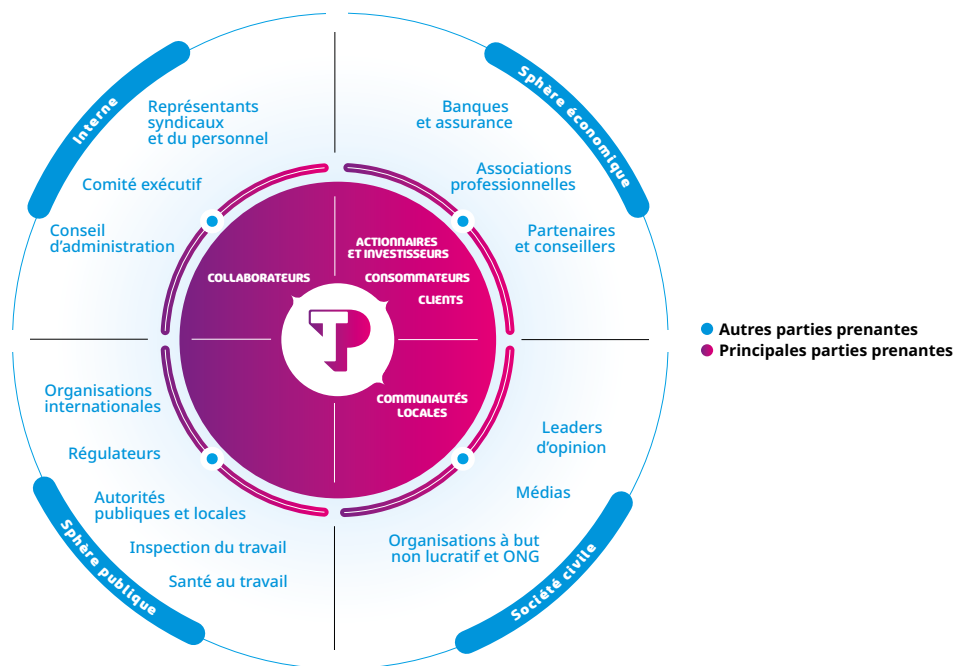 Interne
Représentants
syndicaux
et du personnel
Comité exécutif
Conseil
d'administration
Sphère économique
Banques
et assurance
Associations
professionnelles
Partenaires
et conseillers
COLLABORATEURS
ACTIONNAIRES
ET INVESTISSEURS
CONSOMMATEURS
CLIENTS
TP
COMMUNAUTÉS
LOCALES
Autres parties prenantes
Principales parties prenantes
Organisations
internationales
Régulateurs
Autorités
publiques et locales
Inspection du travail
Santé au travail
Sphère publique
Leaders
d'opinion
Médias
Organisations à but
non lucratif et ONG
Société civile